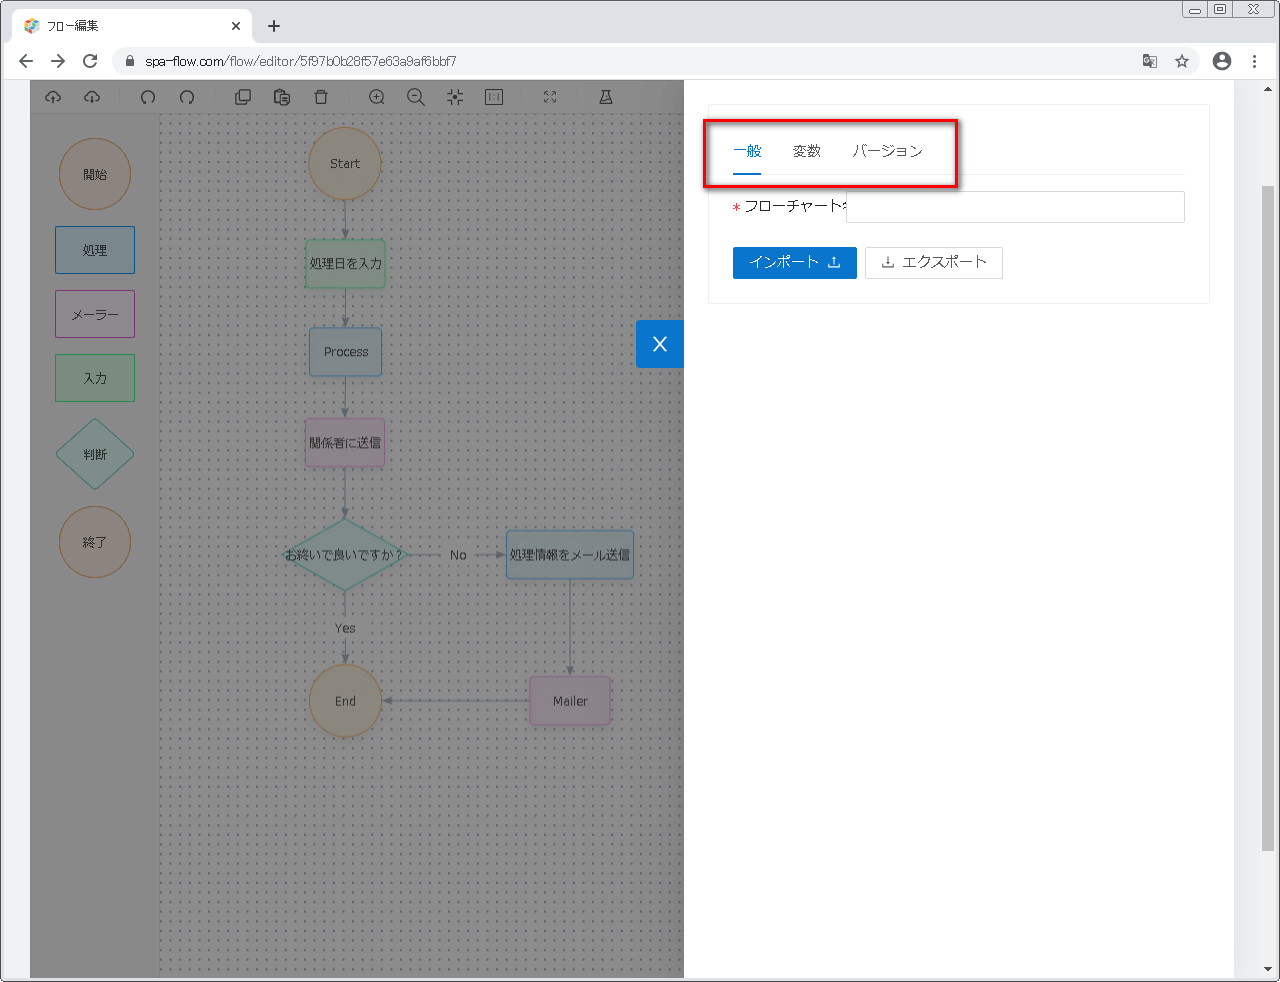 フロー編集
spa-flow.com/flow/editor/5f97b0b28f57e63a9af6bbf7
開始
処理
メーラー
入力
判断
終了
Start
処理日を入力
Process
関係者に送信
お終いで良いですか？
No
処理情報をメール送信
Yes
End
Mailer
一般 変数 バージョン
* フローチャート
インポート エクスポート